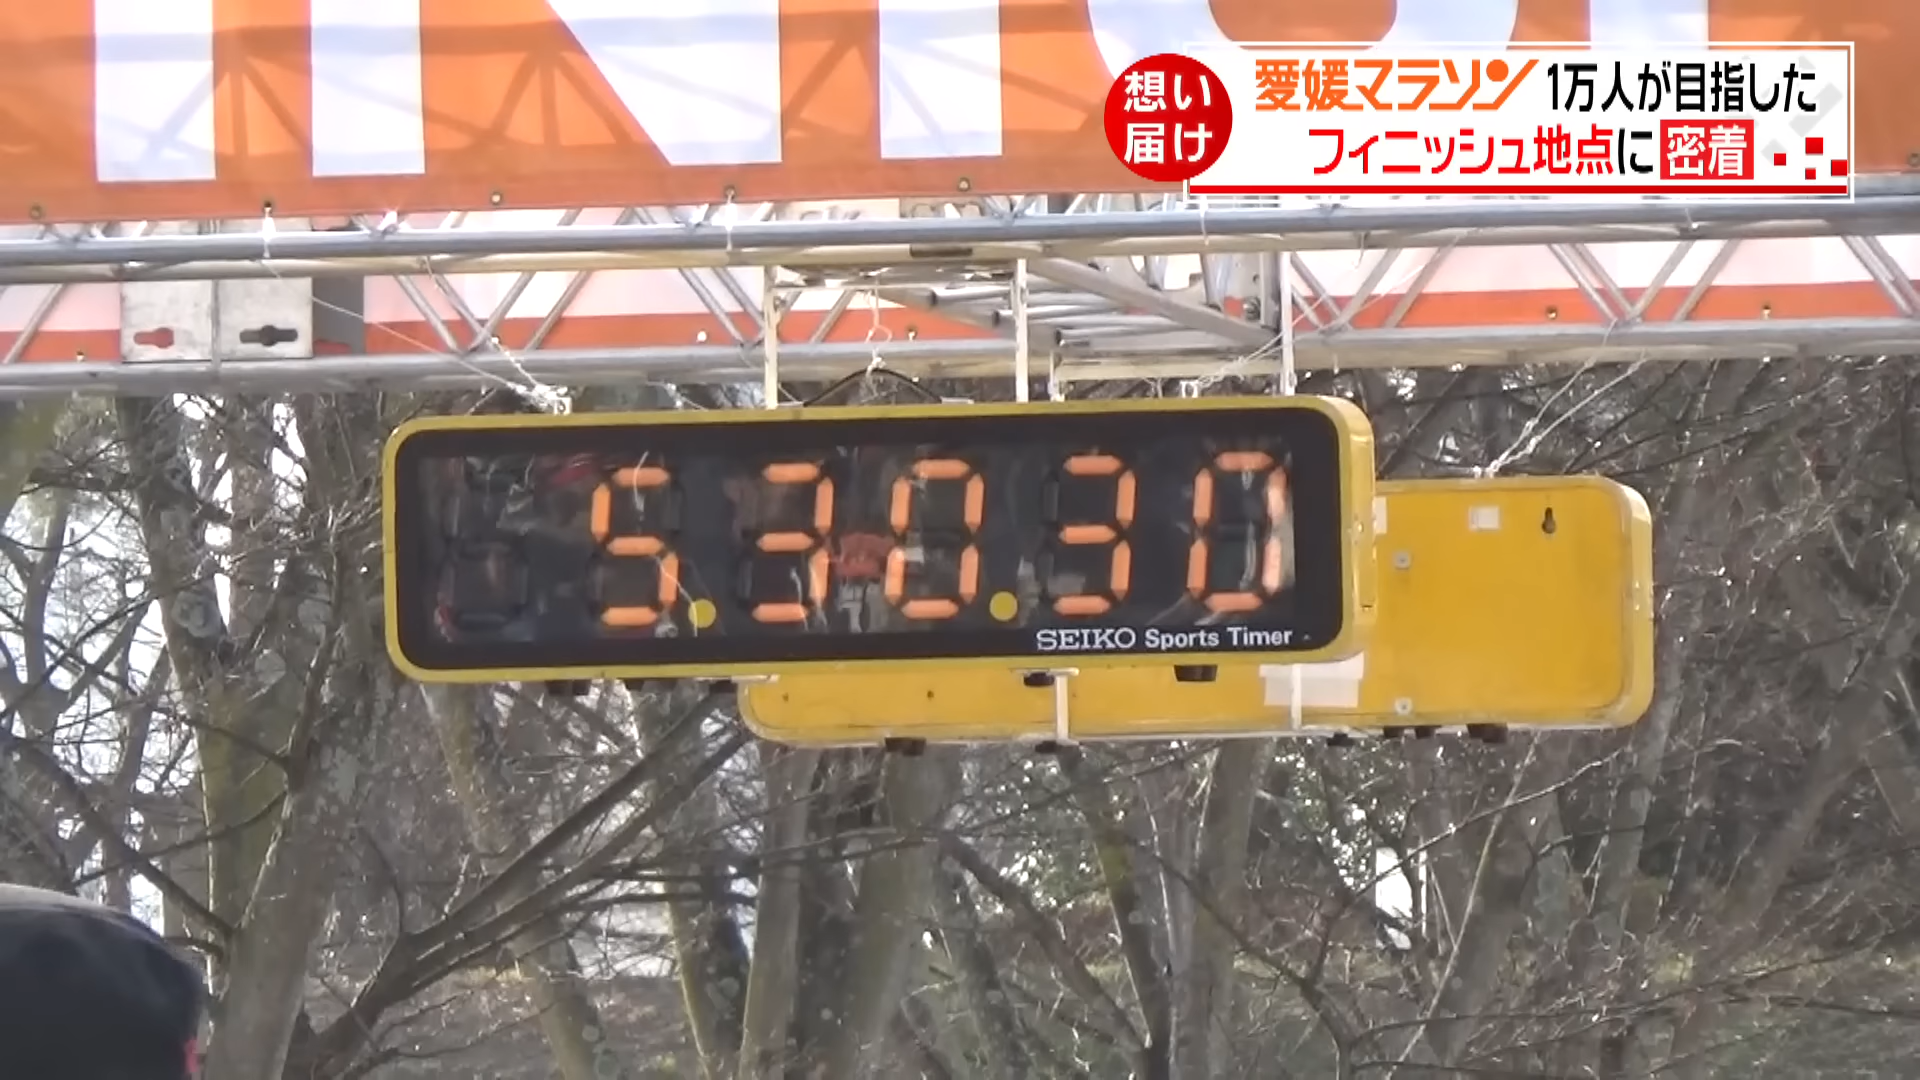 想い
届け
愛媛マラソン 1万人が目指した
フィニッシュ地点に 密着
5.30.30
SEIKO Sports Timer